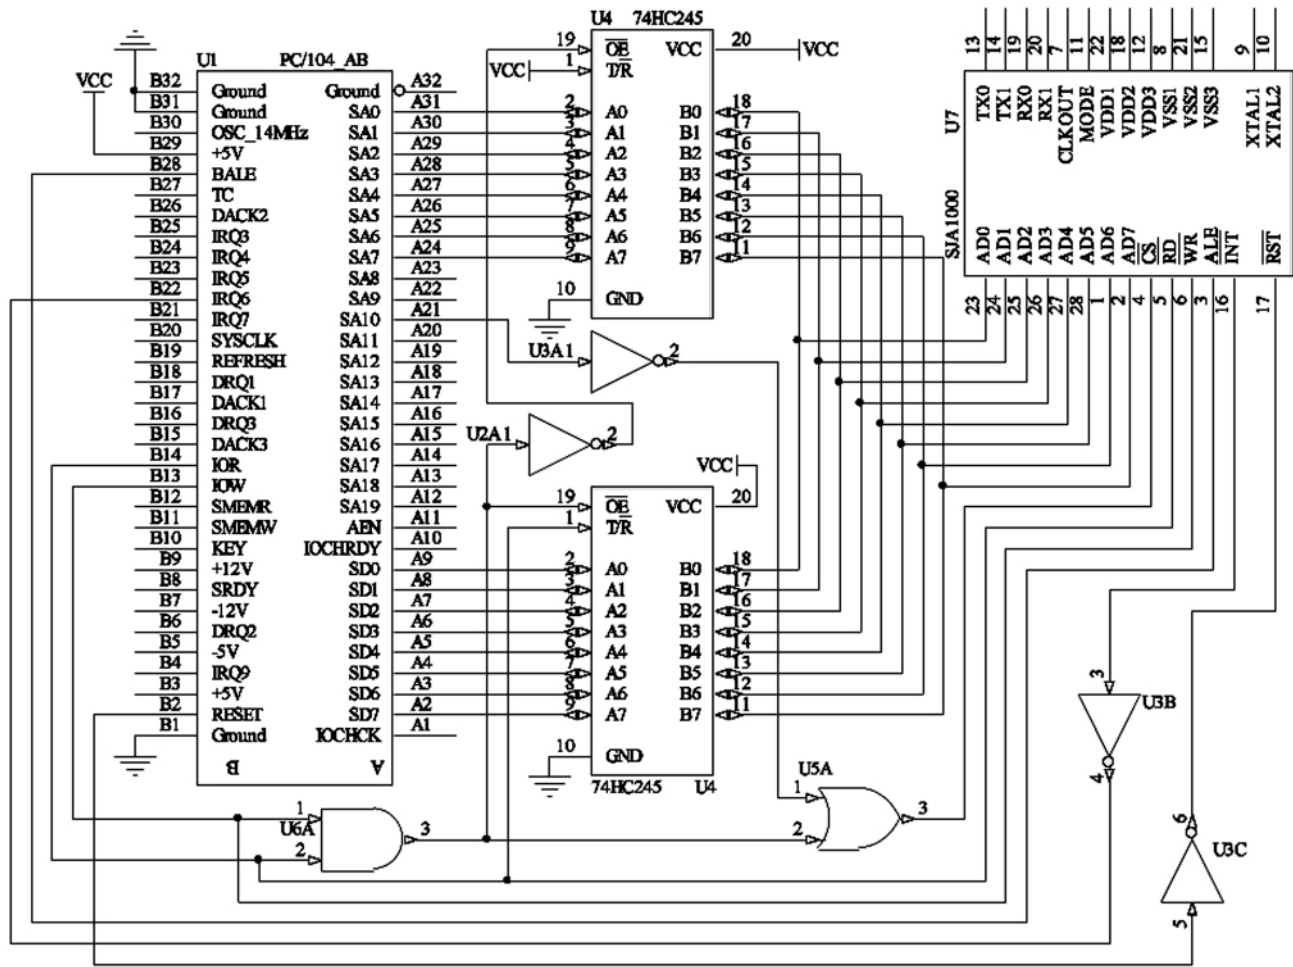 U4 74HC245
19 OE VCC 20 VCC
VCC 1 T/R
2 A0 B0 18
3 A1 B1 17
4 A2 B2 16
5 A3 B3 15
6 A4 B4 14
7 A5 B5 13
8 A6 B6 12
9 A7 B7 11
10 GND
U1 PC/104_AB
VCC
B32 Ground Ground A32
B31 Ground SA0 A31
B30 OSC_14MHz SA1 A30
B29 +5V SA2 A29
B28 BALE SA3 A28
B27 TC SA4 A27
B26 DACK2 SA5 A26
B25 IRQ3 SA6 A25
B24 IRQ4 SA7 A24
B23 IRQ5 SA8 A23
B22 IRQ6 SA9 A22
B21 IRQ7 SA10 A21
B20 SYSCLK SA11 A20
B19 REFRESH SA12 A19
B18 DRQ1 SA13 A18
B17 DACK1 SA14 A17
B16 DRQ3 SA15 A16
B15 DACK3 SA16 A15
B14 IOR SA17 A14
B13 IOW SA18 A13
B12 SMEMR SA19 A12
B11 SMEMW AEN A11
B10 KEY IOCHRDY A10
B9 +12V SD0 A9
B8 SRDY SD1 A8
B7 -12V SD2 A7
B6 DRQ2 SD3 A6
B5 -5V SD4 A5
B4 IRQ9 SD5 A4
B3 +5V SD6 A3
B2 RESET SD7 A2
B1 Ground IOCHCK A1
B A
U3A1 2
U2A1 2
VCC
19 OE VCC 20
1 T/R
2 A0 B0 18
3 A1 B1 17
4 A2 B2 16
5 A3 B3 15
6 A4 B4 14
7 A5 B5 13
8 A6 B6 12
9 A7 B7 11
10 GND
74HC245 U4
13 14 19 20 7 11 22 18 12 8 21 15 9 10
TX0 TX1 RX0 RX1 CLKOUT MODE VDD1 VDD2 VDD3 VSS1 VSS2 VSS3 XTAL1 XTAL2
U7
SJA1000
AD0 AD1 AD2 AD3 AD4 AD5 AD6 AD7 CS RD WR ALE INT RST
23 24 25 26 27 28 1 2 4 5 6 3 16 17
3 U3B 4
U5A
1 2 3
U6A
1 2 3
6 U3C 5